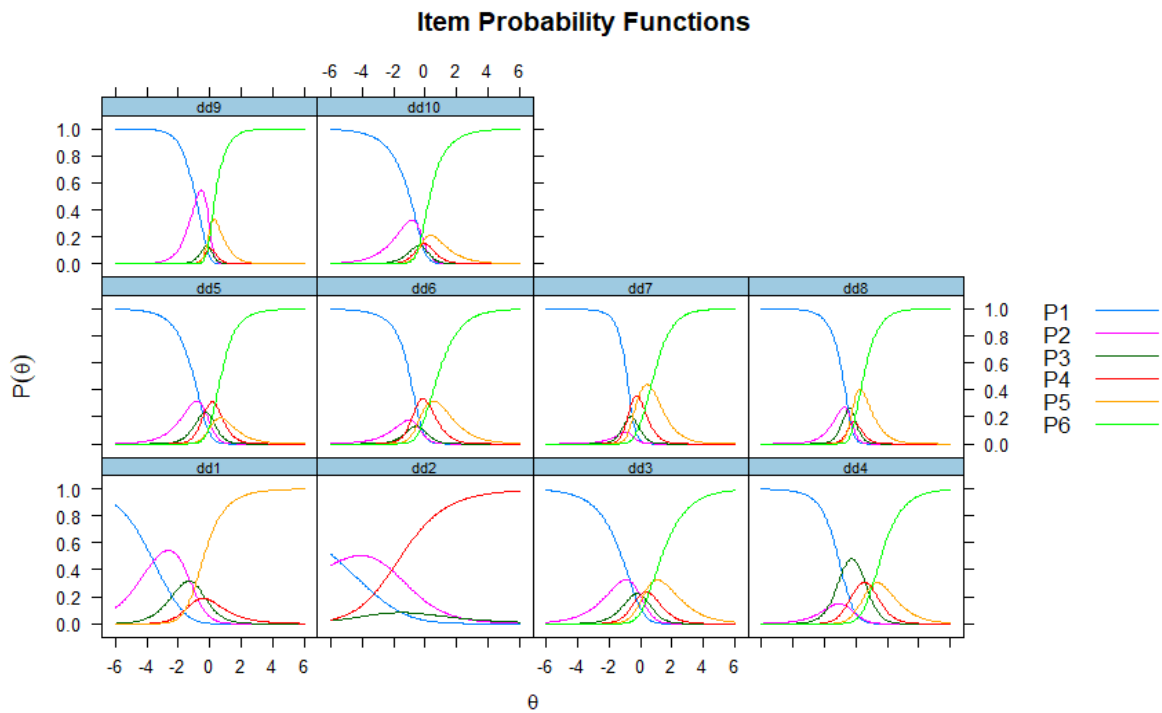 Item Probability Functions
-6 -4 -2 0 2 4 6
dd9 dd10
1.0
0.8
0.6
0.4
0.2
0.0
dd5 dd6 dd7 dd8
1.0
0.8
0.6
0.4
0.2
0.0
P1
P2
P3
P4
P5
P6
P(θ)
dd1 dd2 dd3 dd4
1.0
0.8
0.6
0.4
0.2
0.0
-6 -4 -2 0 2 4 6 -6 -4 -2 0 2 4 6
θ